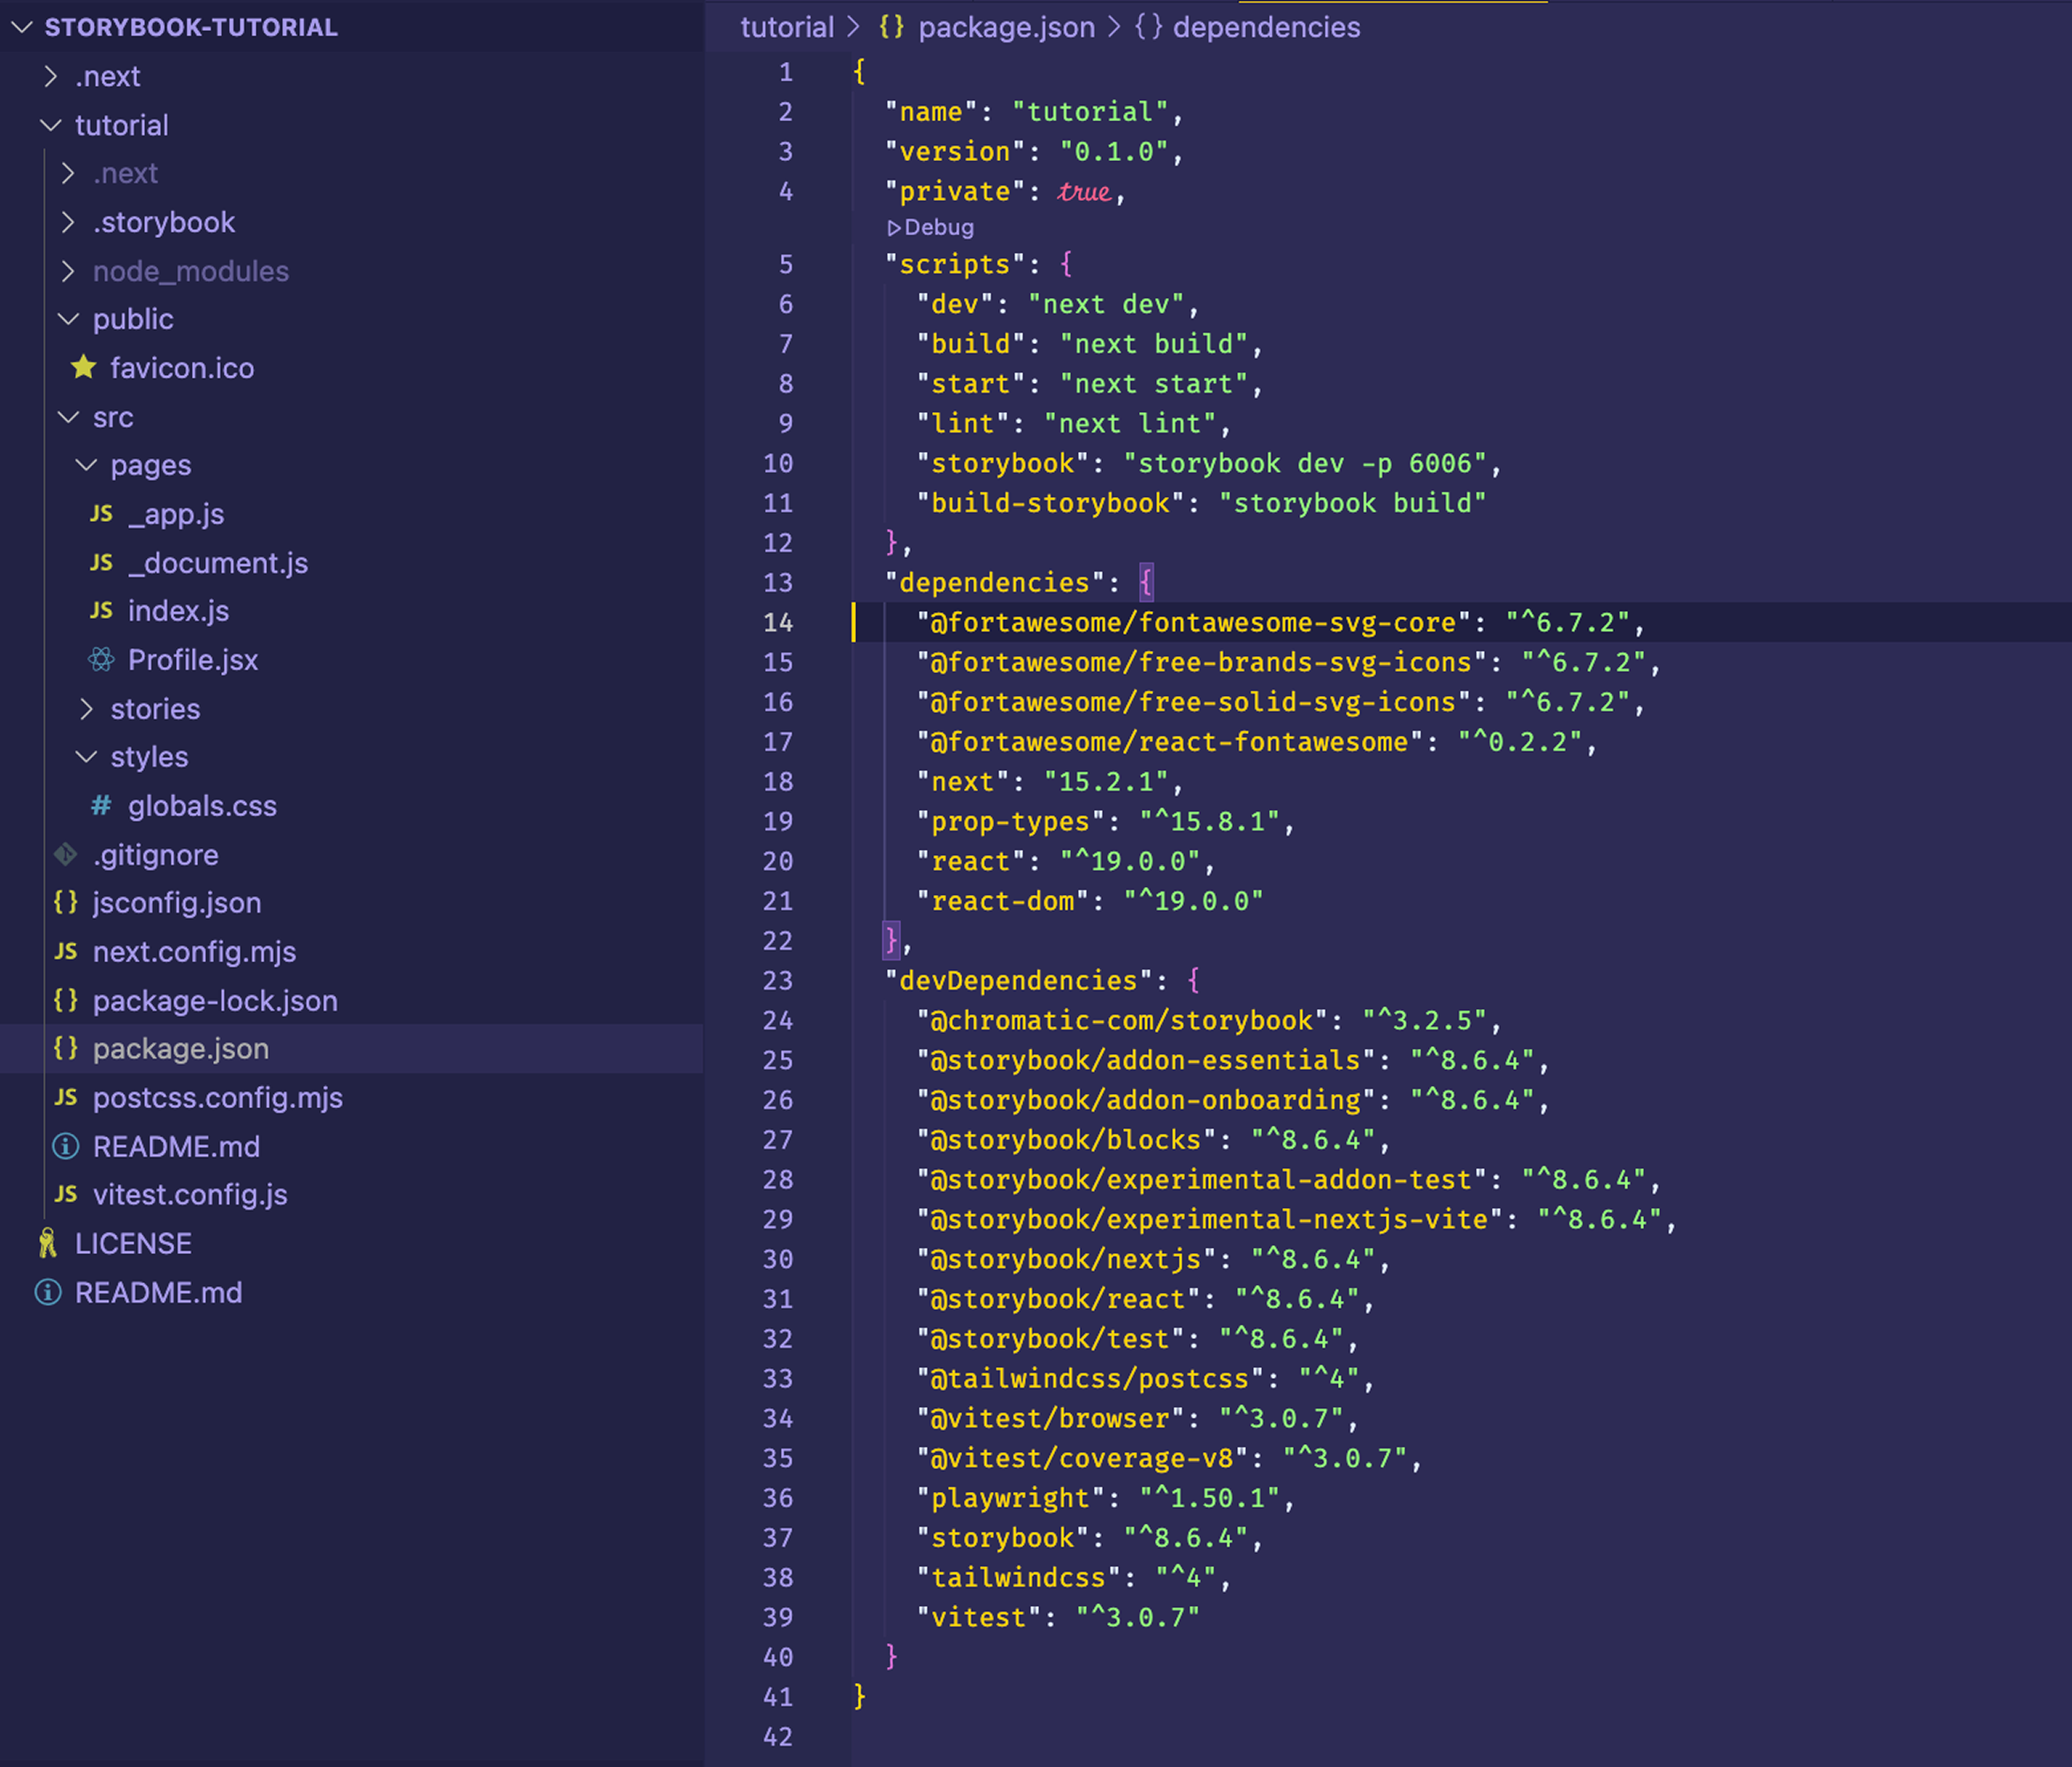 STORYBOOK-TUTORIAL
.next
tutorial
.next
.storybook
node_modules
public
favicon.ico
src
pages
JS _app.js
JS _document.js
JS index.js
Profile.jsx
stories
styles
# globals.css
.gitignore
{} jsconfig.json
JS next.config.mjs
{} package-lock.json
{} package.json
JS postcss.config.mjs
README.md
JS vitest.config.js
LICENSE
README.md
tutorial > {} package.json > {} dependencies
1 {
2 "name": "tutorial",
3 "version": "0.1.0",
4 "private": true,
Debug
5 "scripts": {
6 "dev": "next dev",
7 "build": "next build",
8 "start": "next start",
9 "lint": "next lint",
10 "storybook": "storybook dev -p 6006",
11 "build-storybook": "storybook build"
12 },
13 "dependencies": {
14 "@fortawesome/fontawesome-svg-core": "^6.7.2",
15 "@fortawesome/free-brands-svg-icons": "^6.7.2",
16 "@fortawesome/free-solid-svg-icons": "^6.7.2",
17 "@fortawesome/react-fontawesome": "^0.2.2",
18 "next": "15.2.1",
19 "prop-types": "^15.8.1",
20 "react": "^19.0.0",
21 "react-dom": "^19.0.0"
22 },
23 "devDependencies": {
24 "@chromatic-com/storybook": "^3.2.5",
25 "@storybook/addon-essentials": "^8.6.4",
26 "@storybook/addon-onboarding": "^8.6.4",
27 "@storybook/blocks": "^8.6.4",
28 "@storybook/experimental-addon-test": "^8.6.4",
29 "@storybook/experimental-nextjs-vite": "^8.6.4",
30 "@storybook/nextjs": "^8.6.4",
31 "@storybook/react": "^8.6.4",
32 "@storybook/test": "^8.6.4",
33 "@tailwindcss/postcss": "^4",
34 "@vitest/browser": "^3.0.7",
35 "@vitest/coverage-v8": "^3.0.7",
36 "playwright": "^1.50.1",
37 "storybook": "^8.6.4",
38 "tailwindcss": "^4",
39 "vitest": "^3.0.7"
40 }
41 }
42